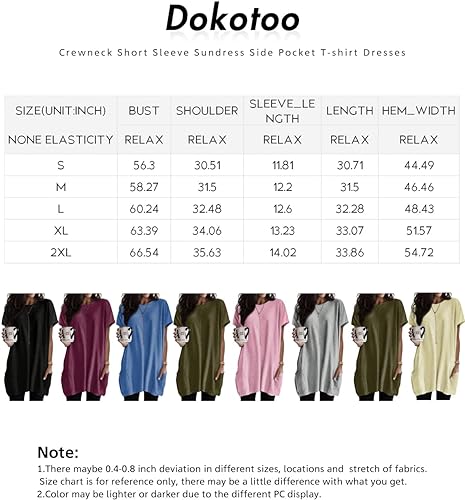 Dokotoo
Crewneck Short Sleeve Sundress Side Pocket T-shirt Dresses
SIZE(UNIT:INCH) BUST SHOULDER SLEEVE_LENGTH LENGTH HEM_WIDTH
NONE ELASTICITY RELAX RELAX RELAX RELAX RELAX
S 56.3 30.51 11.81 30.71 44.49
M 58.27 31.5 12.2 31.5 46.46
L 60.24 32.48 12.6 32.28 48.43
XL 63.39 34.06 13.23 33.07 51.57
2XL 66.54 35.63 14.02 33.86 54.72
Note:
1.There maybe 0.4-0.8 inch deviation in different sizes, locations and stretch of fabrics.
Size chart is for reference only, there may be a little difference with what you get.
2.Color may be lighter or darker due to the different PC display.